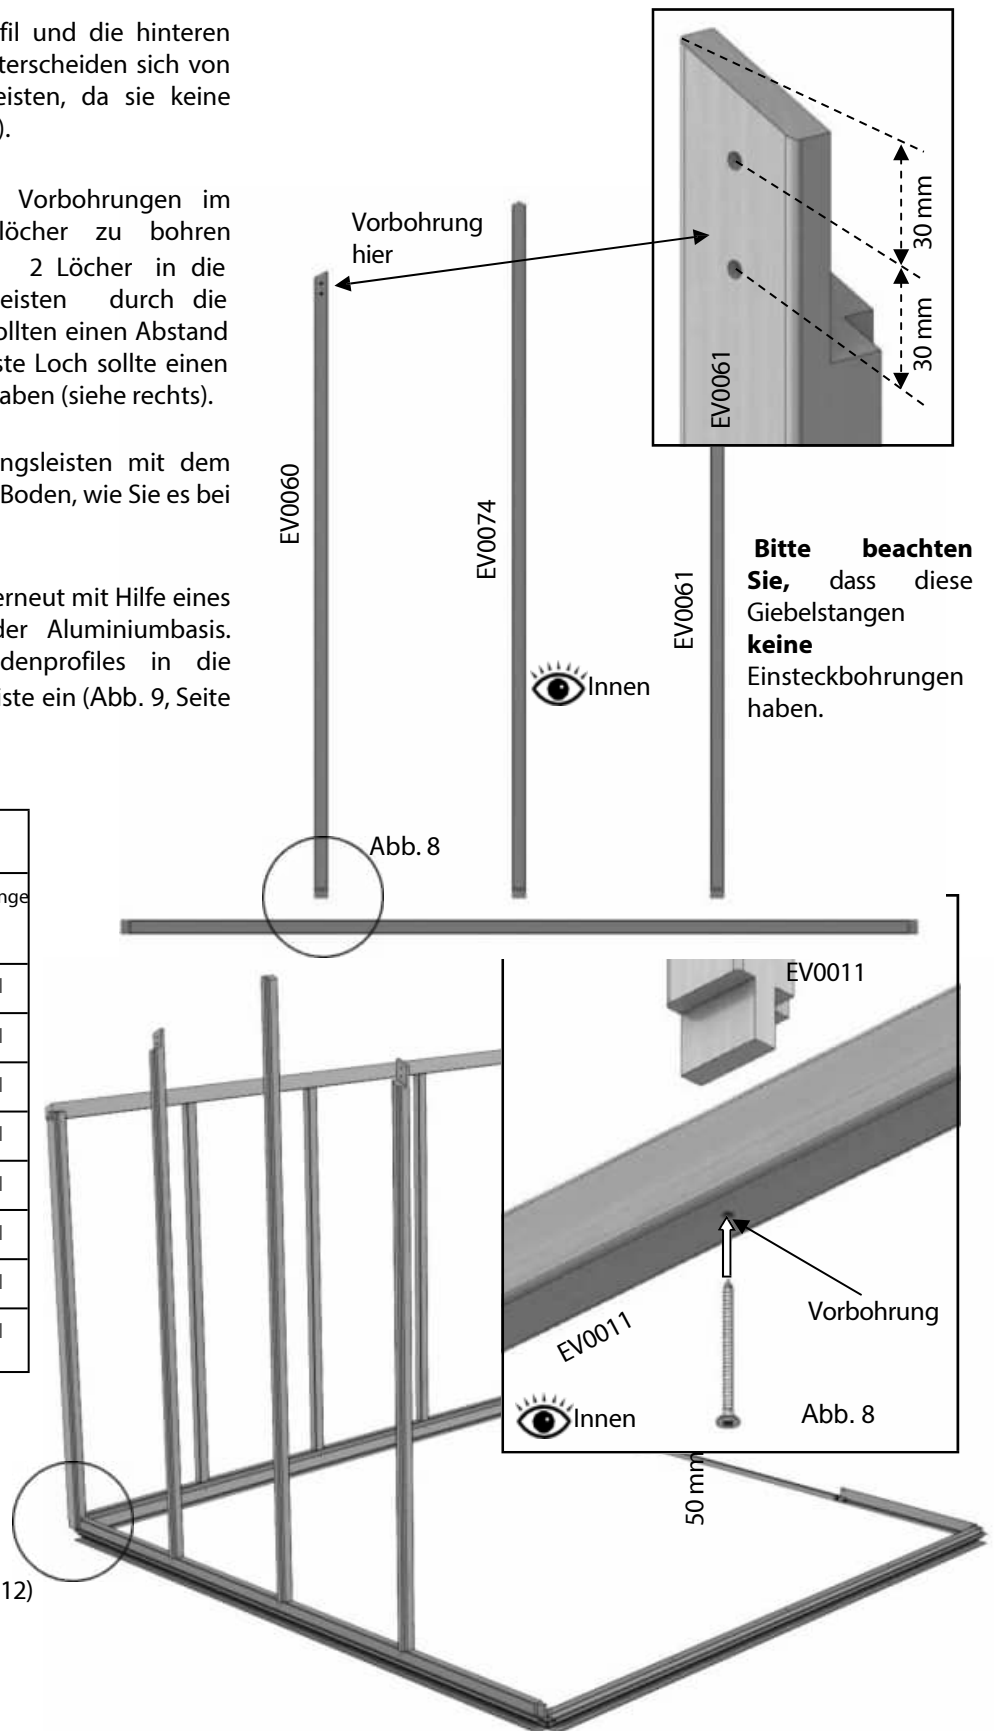 fil und die hinteren
terscheiden sich von
eisten, da sie keine
).
Vorbohrungen im
löcher zu bohren
2 Löcher in die
eisten durch die
ollten einen Abstand
ste Loch sollte einen
aben (siehe rechts).
ngsleisten mit dem
Boden, wie Sie es bei
erneut mit Hilfe eines
der Aluminiumbasis.
denprofiles in die
iste ein (Abb. 9, Seite
Vorbohrung
hier
30 mm
30 mm
EV0061
EV0060
EV0074
EV0061
Bitte beachten
Sie, dass diese
Giebelstangen
keine
Einsteckbohrungen
haben.
Innen
Abb. 8
nge
EV0011
Vorbohrung
EV0011
Innen
Abb. 8
50 mm
12)